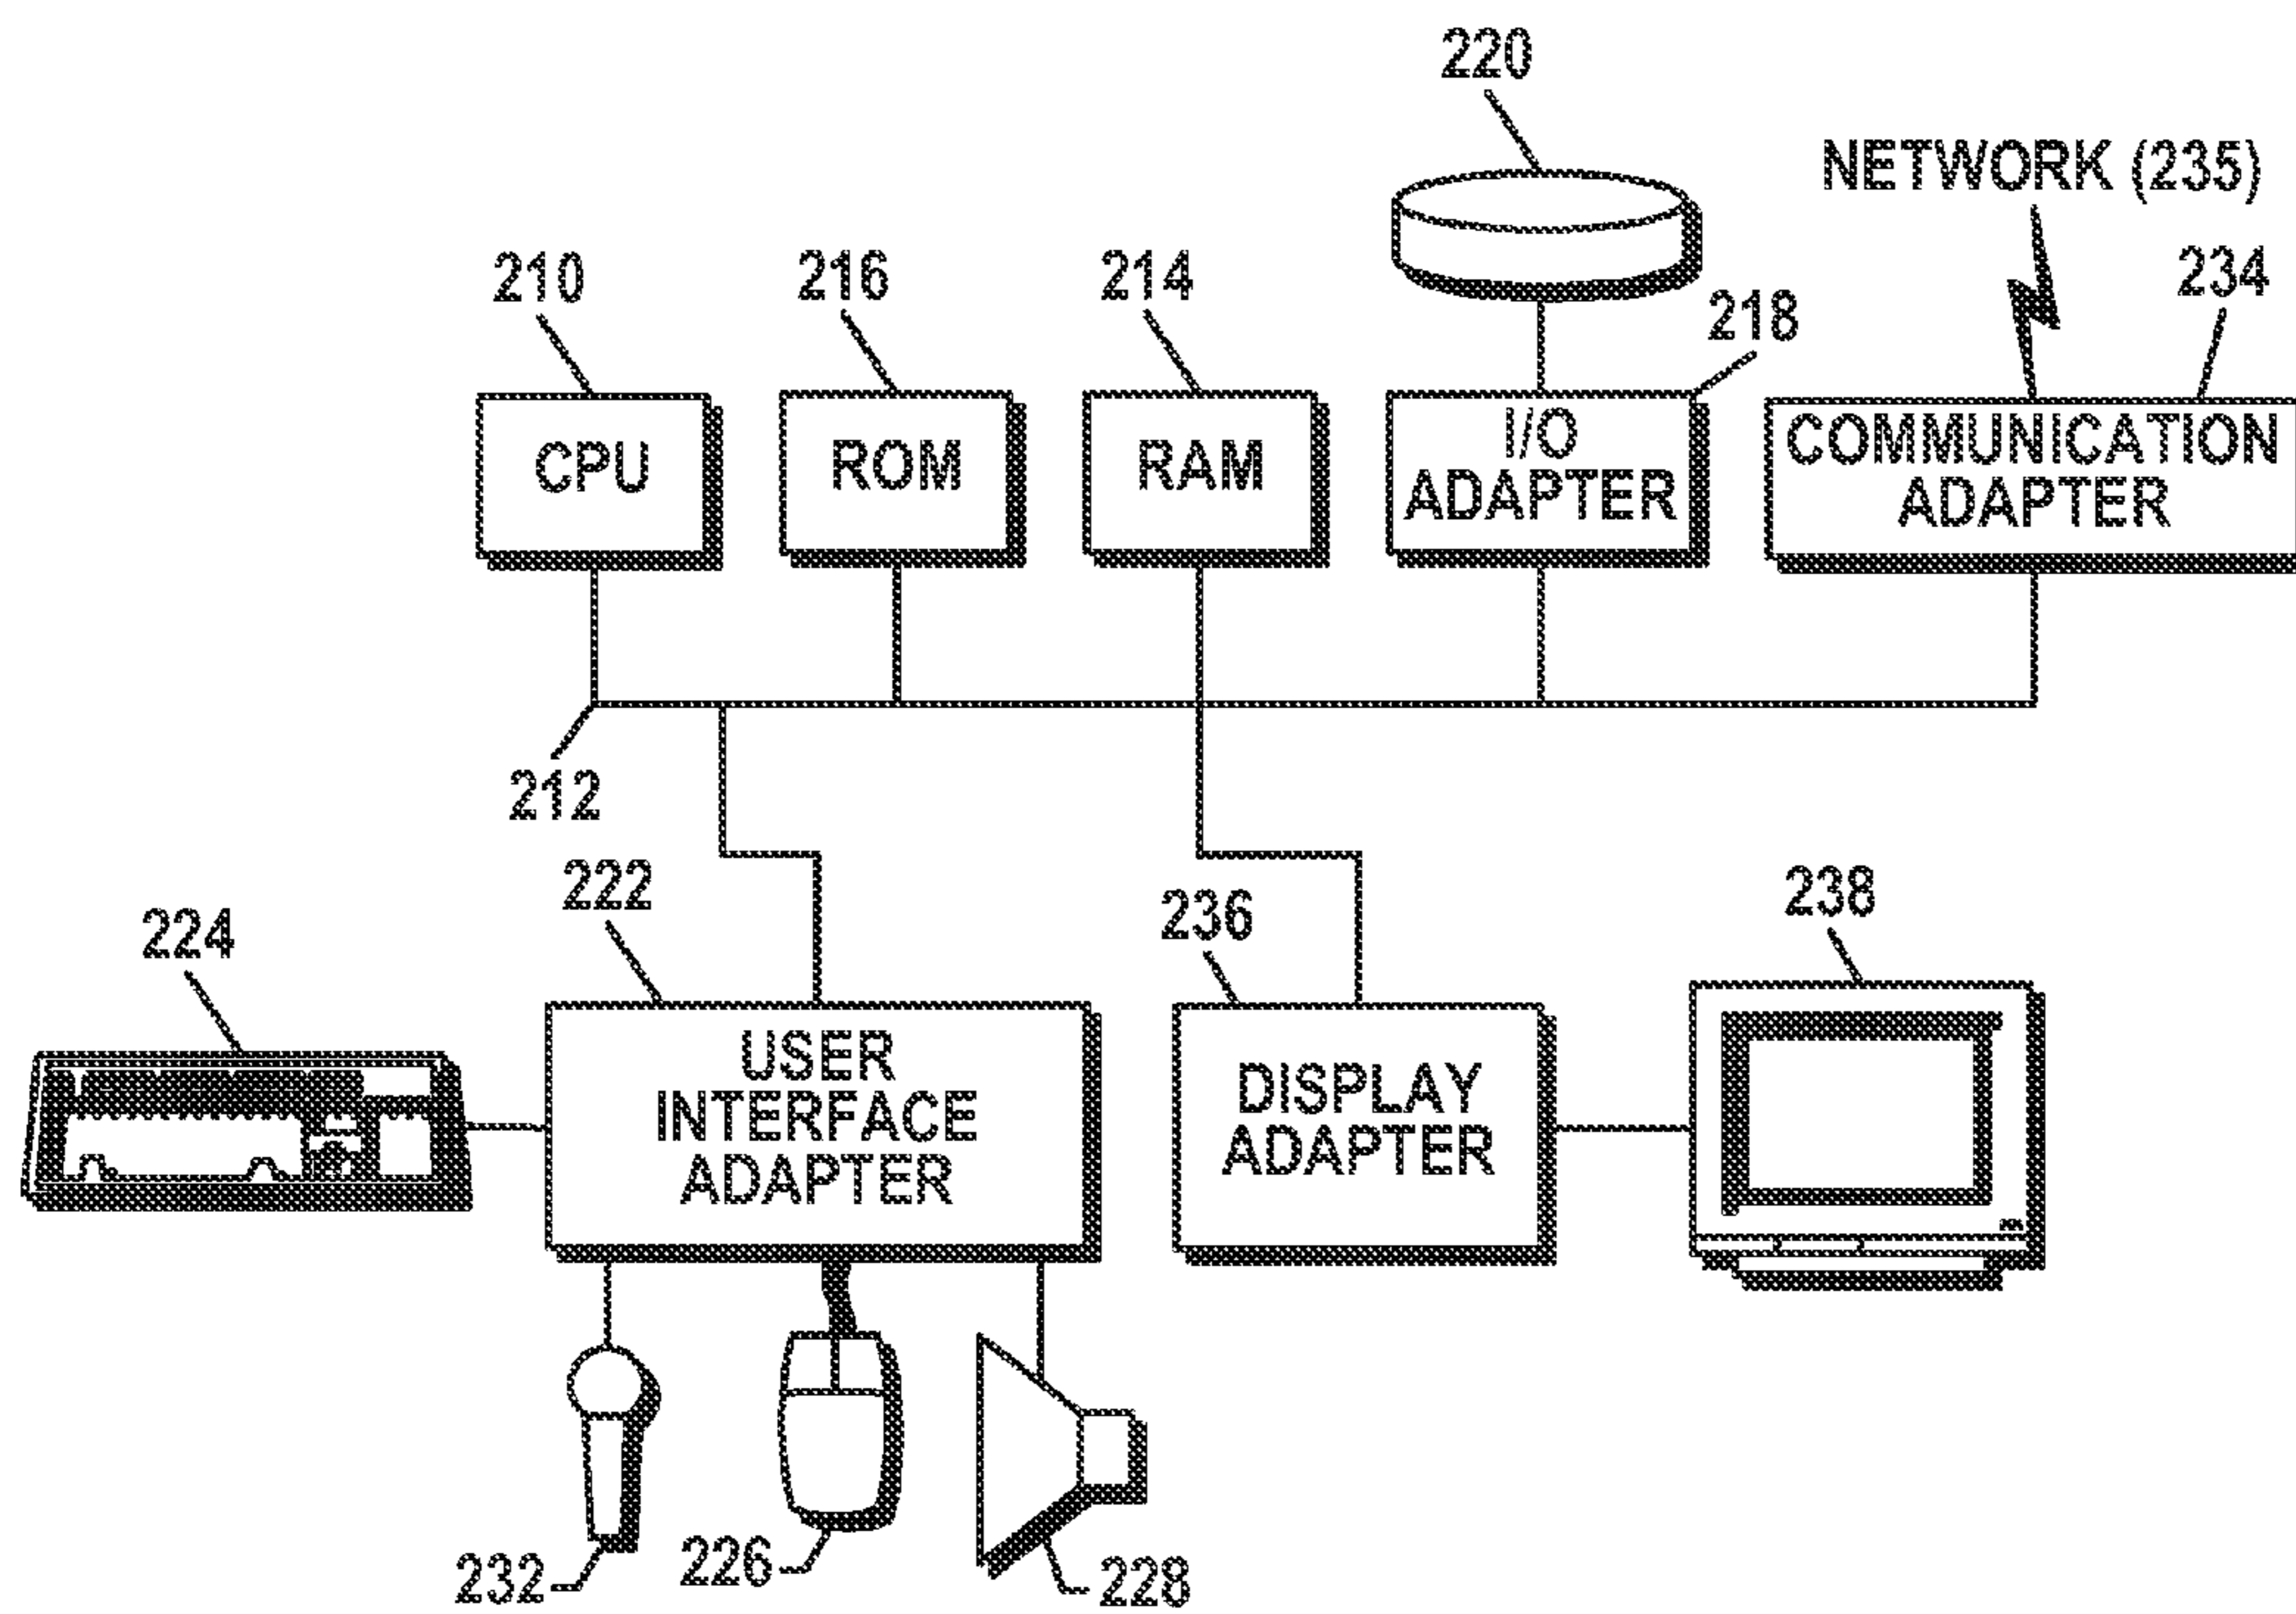 220
NETWORK (235)
210
216
214
218
234
CPU
ROM
RAM
I/O
ADAPTER
COMMUNICATION
ADAPTER
212
222
224
236
238
USER
INTERFACE
ADAPTER
DISPLAY
ADAPTER
232
226
228